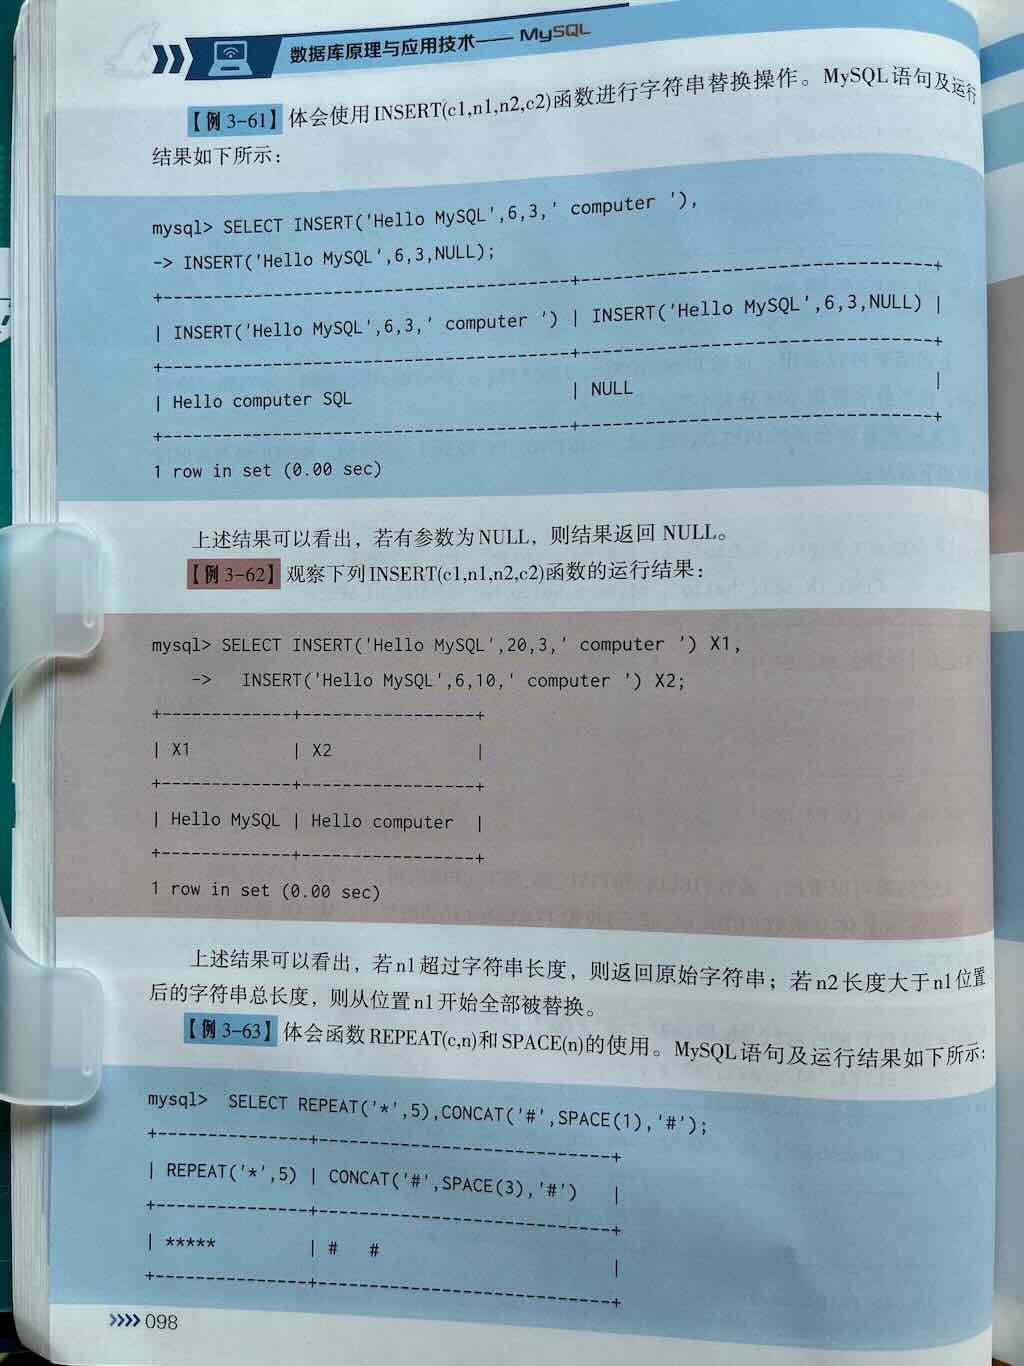 数据库原理与应用技术—— MySQL
【例 3-61】 体会使用 INSERT(c1,n1,n2,c2)函数进行字符串替换操作。MySQL 语句及运行
结果如下所示：
mysql> SELECT INSERT('Hello MySQL',6,3,' computer '),
-> INSERT('Hello MySQL',6,3,NULL);
+-----------------------------------------+------------------------------------+
| INSERT('Hello MySQL',6,3,' computer ') | INSERT('Hello MySQL',6,3,NULL) |
+-----------------------------------------+------------------------------------+
| Hello computer SQL | NULL |
+-----------------------------------------+------------------------------------+
1 row in set (0.00 sec)
上述结果可以看出，若有参数为 NULL，则结果返回 NULL。
【例 3-62】 观察下列 INSERT(c1,n1,n2,c2)函数的运行结果：
mysql> SELECT INSERT('Hello MySQL',20,3,' computer ') X1,
-> INSERT('Hello MySQL',6,10,' computer ') X2;
+-------------+-----------------+
| X1 | X2 |
+-------------+-----------------+
| Hello MySQL | Hello computer |
+-------------+-----------------+
1 row in set (0.00 sec)
上述结果可以看出，若 n1 超过字符串长度，则返回原始字符串；若 n2 长度大于 n1 位置
后的字符串总长度，则从位置 n1 开始全部被替换。
【例 3-63】 体会函数 REPEAT(c,n)和 SPACE(n)的使用。MySQL 语句及运行结果如下所示：
mysql> SELECT REPEAT('*',5),CONCAT('#',SPACE(1),'#');
+---------------+------------------------------+
| REPEAT('*',5) | CONCAT('#',SPACE(3),'#') |
+---------------+------------------------------+
| ***** | #   # |
+---------------+------------------------------+
098